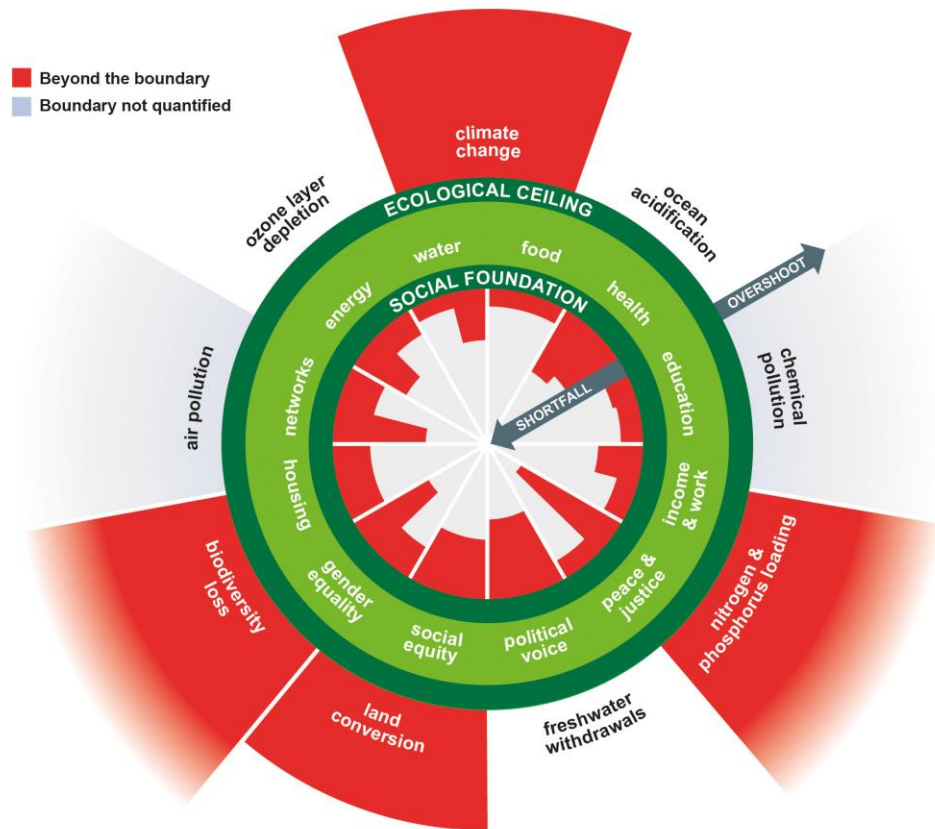 Beyond the boundary
Boundary not quantified
climate
change
ozone layer
depletion
ocean
acidification
ECOLOGICAL CEILING
OVERSHOOT
water
food
energy
health
SOCIAL FOUNDATION
networks
education
SHORTFALL
air pollution
chemical
pollution
housing
income
& work
gender
equality
peace &
justice
social
equity
political
voice
biodiversity
loss
nitrogen &
phosphorus loading
land
conversion
freshwater
withdrawals